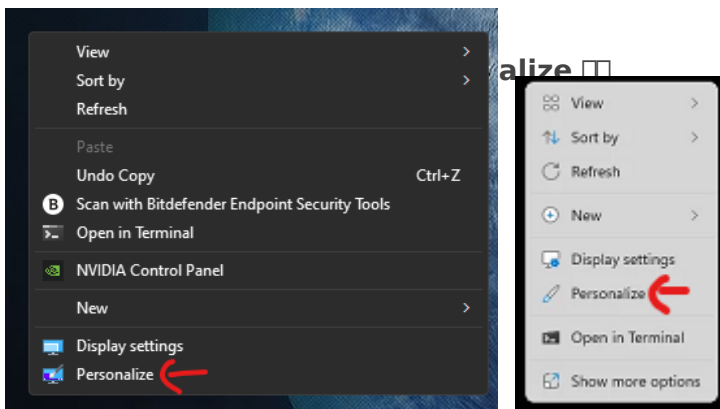 alize
View
Sort by
Refresh
Paste
Undo Copy Ctrl+Z
B Scan with Bitdefender Endpoint Security Tools
Open in Terminal
NVIDIA Control Panel
New
Display settings
Personalize
View
Sort by
Refresh
New
Display settings
Personalize
Open in Terminal
Show more options